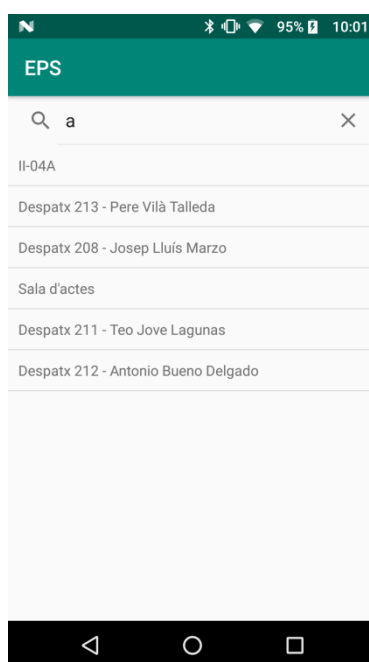 95% 10:01
EPS
a
II-04A
Despatx 213 - Pere Vilà Talleda
Despatx 208 - Josep Lluís Marzo
Sala d'actes
Despatx 211 - Teo Jove Lagunas
Despatx 212 - Antonio Bueno Delgado